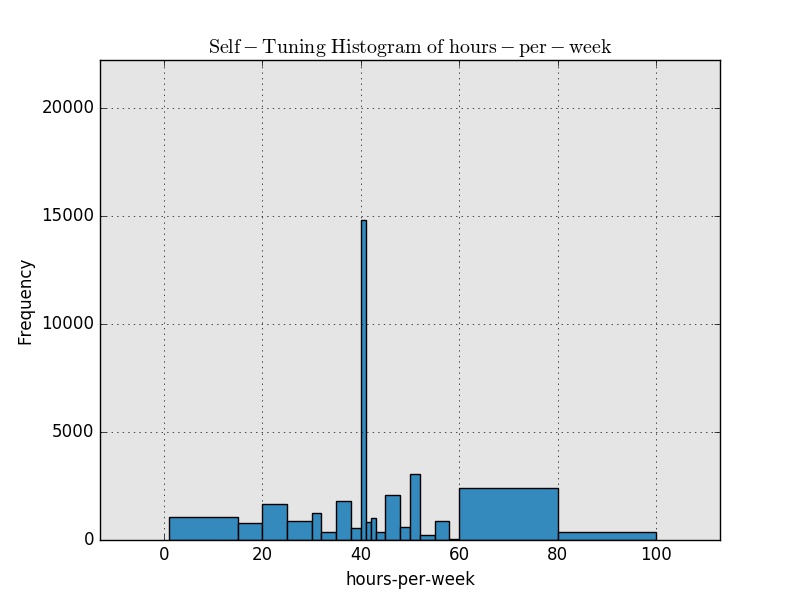 Self − Tuning Histogram of hours − per − week
20000
15000
10000
5000
0
Frequency
0 20 40 60 80 100
hours-per-week